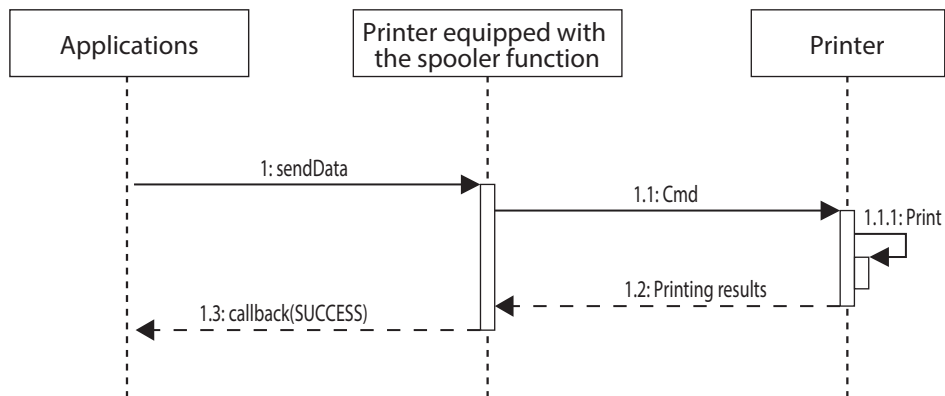 Applications
Printer equipped with
the spooler function
Printer
1: sendData
1.1: Cmd
1.1.1: Print
1.2: Printing results
1.3: callback(SUCCESS)